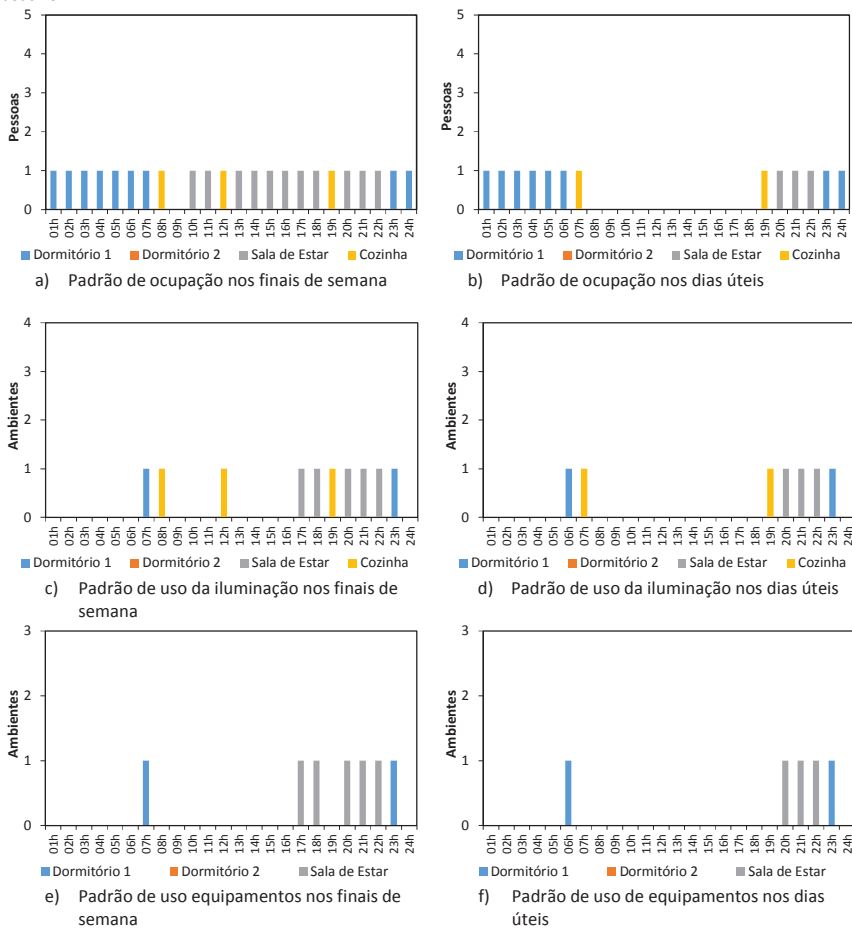 5
4
3
2
1
0
Pessoas
01h 02h 03h 04h 05h 06h 07h 08h 09h 10h 11h 12h 13h 14h 15h 16h 17h 18h 19h 20h 21h 22h 23h 24h
Dormitório 1 Dormitório 2 Sala de Estar Cozinha
a) Padrão de ocupação nos finais de semana
5
4
3
2
1
0
Pessoas
01h 02h 03h 04h 05h 06h 07h 08h 09h 10h 11h 12h 13h 14h 15h 16h 17h 18h 19h 20h 21h 22h 23h 24h
Dormitório 1 Dormitório 2 Sala de Estar Cozinha
b) Padrão de ocupação nos dias úteis
4
3
2
1
0
Ambientes
01h 02h 03h 04h 05h 06h 07h 08h 09h 10h 11h 12h 13h 14h 15h 16h 17h 18h 19h 20h 21h 22h 23h 24h
Dormitório 1 Dormitório 2 Sala de Estar Cozinha
c) Padrão de uso da iluminação nos finais de
semana
4
3
2
1
0
Ambientes
01h 02h 03h 04h 05h 06h 07h 08h 09h 10h 11h 12h 13h 14h 15h 16h 17h 18h 19h 20h 21h 22h 23h 24h
Dormitório 1 Dormitório 2 Sala de Estar Cozinha
d) Padrão de uso da iluminação nos dias úteis
3
2
1
0
Ambientes
01h 02h 03h 04h 05h 06h 07h 08h 09h 10h 11h 12h 13h 14h 15h 16h 17h 18h 19h 20h 21h 22h 23h 24h
Dormitório 1 Dormitório 2 Sala de Estar
e) Padrão de uso equipamentos nos finais de
semana
3
2
1
0
Ambientes
01h 02h 03h 04h 05h 06h 07h 08h 09h 10h 11h 12h 13h 14h 15h 16h 17h 18h 19h 20h 21h 22h 23h 24h
Dormitório 1 Dormitório 2 Sala de Estar
f) Padrão de uso de equipamentos nos dias
úteis